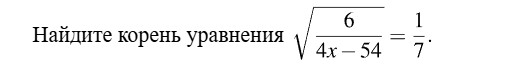 Найдите корень уравнения √(6/(4x − 54)) = 1/7.